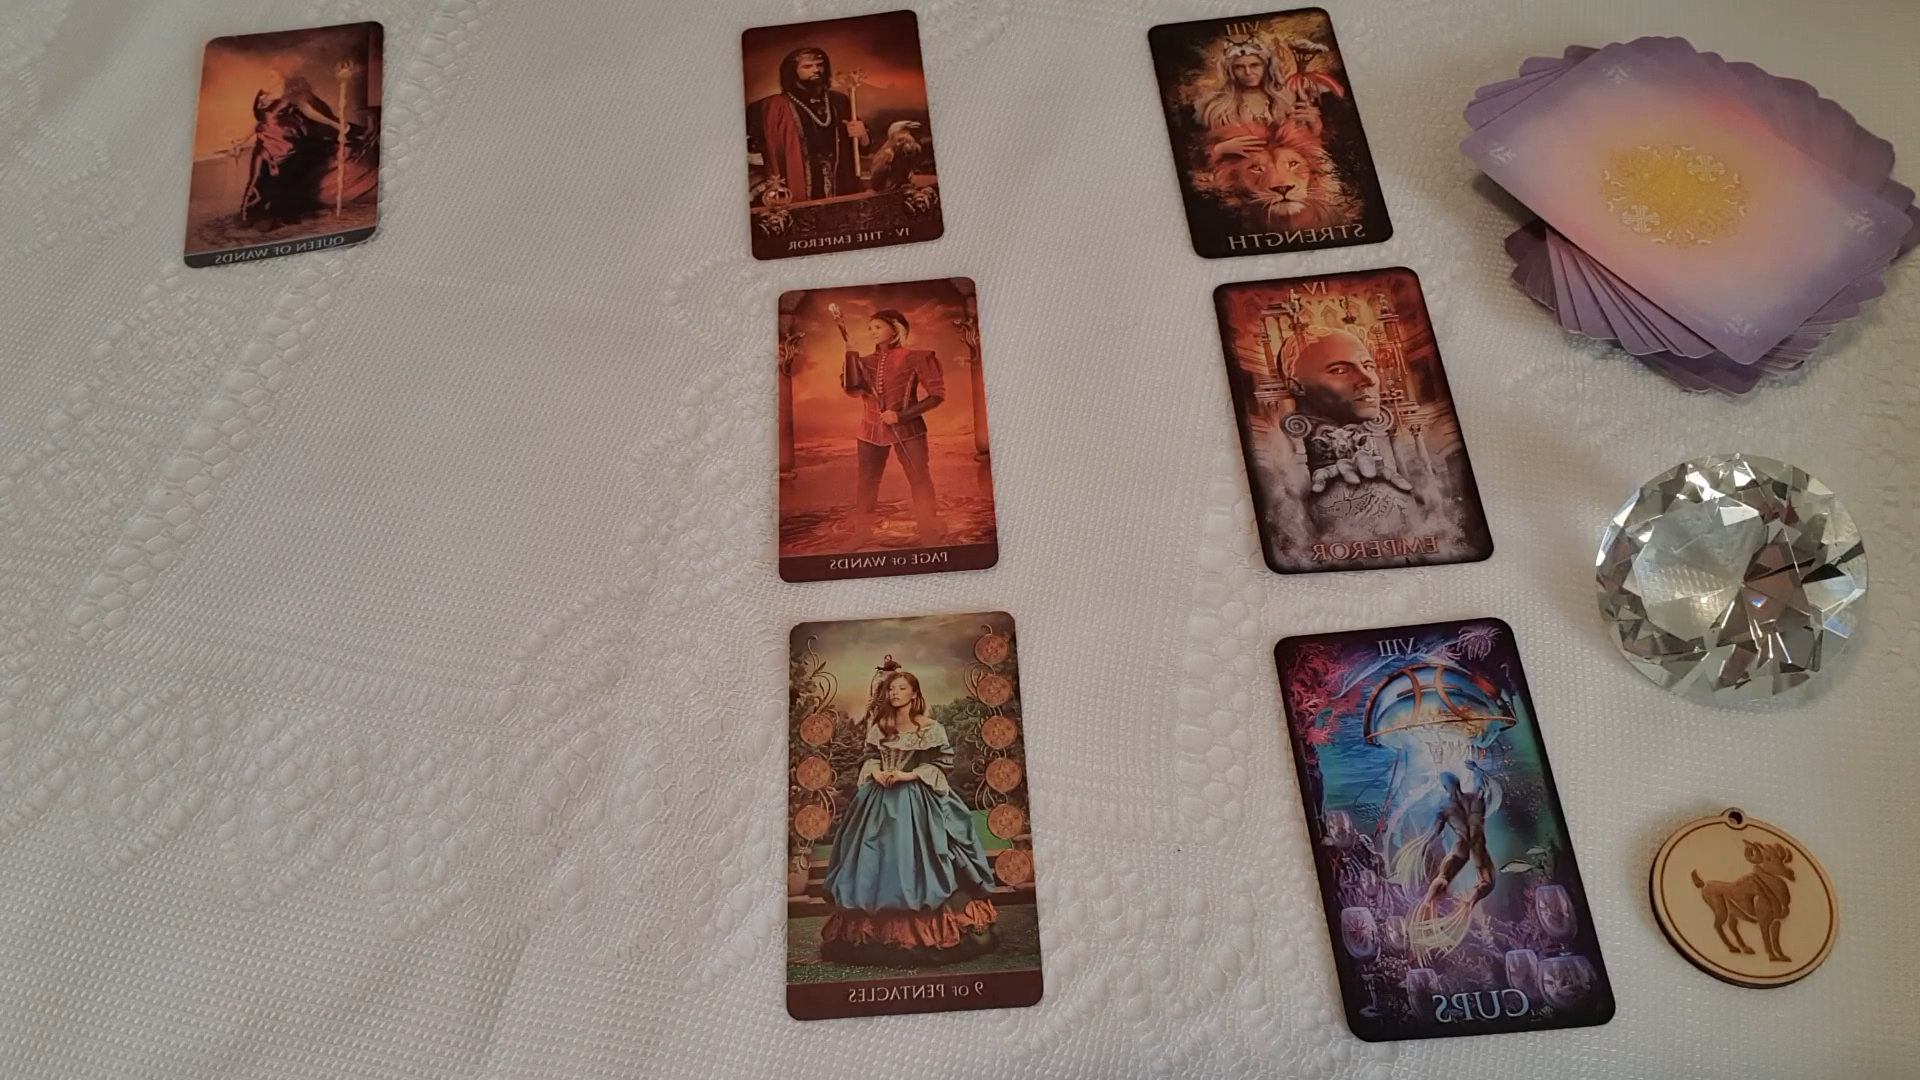 QUEEN OF WANDS
IV - THE EMPEROR
VIII
STRENGTH
PAGE OF WANDS
IV
EMPEROR
9 OF PENTACLES
VIII
CUPS